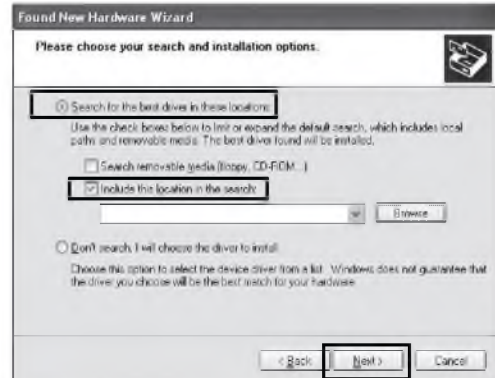 Found New Hardware Wizard
Please choose your search and installation options.
Search for the best driver in these locations.
Use the check boxes below to limit or expand the default search, which includes local
paths and removable media. The best driver found will be installed.
Search removable media (floppy, CD-ROM...)
Include this location in the search:
Browse
Don't search. I will choose the driver to install.
Choose this option to select the device driver from a list. Windows does not guarantee that
the driver you choose will be the best match for your hardware.
< Back
Next >
Cancel